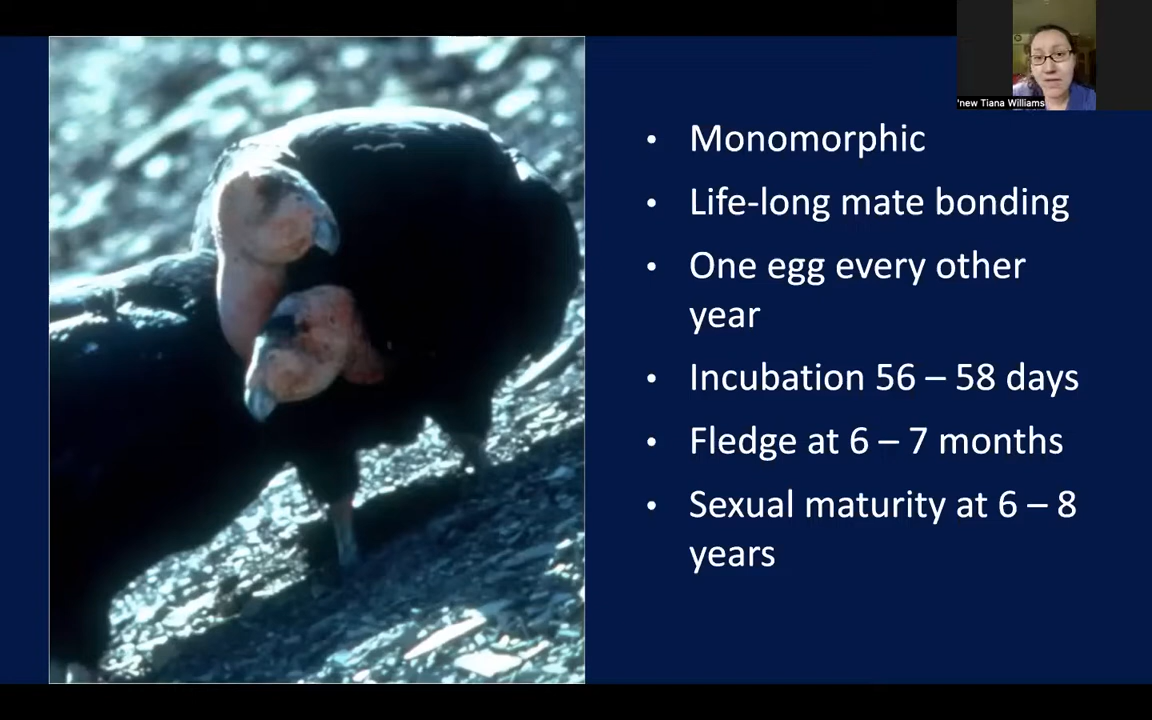 'new Tiana Williams
• Monomorphic
• Life-long mate bonding
• One egg every other
year
• Incubation 56 – 58 days
• Fledge at 6 – 7 months
• Sexual maturity at 6 – 8
years